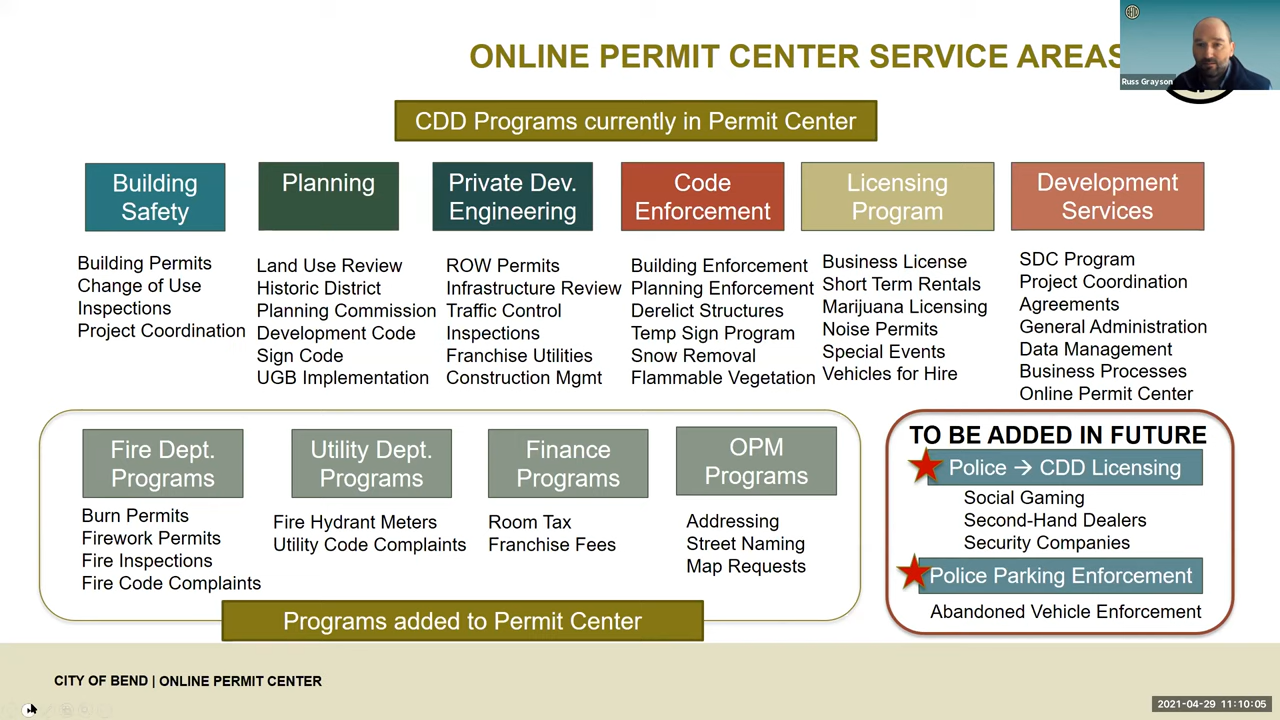 ONLINE PERMIT CENTER SERVICE AREAS
Russ Grayson
CDD Programs currently in Permit Center
Building
Safety
Building Permits
Change of Use
Inspections
Project Coordination
Planning
Land Use Review
Historic District
Planning Commission
Development Code
Sign Code
UGB Implementation
Private Dev.
Engineering
ROW Permits
Infrastructure Review
Traffic Control
Inspections
Franchise Utilities
Construction Mgmt
Code
Enforcement
Building Enforcement
Planning Enforcement
Derelict Structures
Temp Sign Program
Snow Removal
Flammable Vegetation
Licensing
Program
Business License
Short Term Rentals
Marijuana Licensing
Noise Permits
Special Events
Vehicles for Hire
Development
Services
SDC Program
Project Coordination
Agreements
General Administration
Data Management
Business Processes
Online Permit Center
Fire Dept.
Programs
Burn Permits
Firework Permits
Fire Inspections
Fire Code Complaints
Utility Dept.
Programs
Fire Hydrant Meters
Utility Code Complaints
Finance
Programs
Room Tax
Franchise Fees
OPM
Programs
Addressing
Street Naming
Map Requests
Programs added to Permit Center
TO BE ADDED IN FUTURE
Police → CDD Licensing
Social Gaming
Second-Hand Dealers
Security Companies
Police Parking Enforcement
Abandoned Vehicle Enforcement
CITY OF BEND | ONLINE PERMIT CENTER
2021-04-29 11:10:05